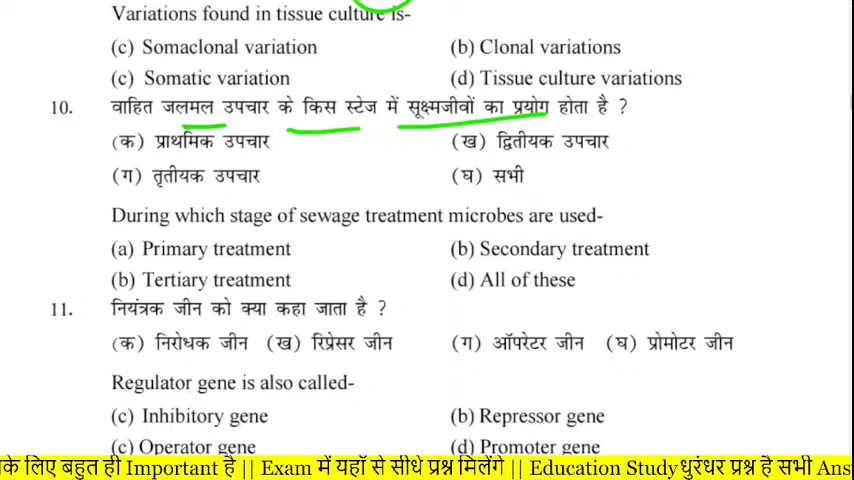 Variations found in tissue culture is-
(c) Somaclonal variation (b) Clonal variations
(c) Somatic variation (d) Tissue culture variations
10. वाहित जलमल उपचार के किस स्टेज में सूक्ष्मजीवों का प्रयोग होता है ?
(क) प्राथमिक उपचार (ख) द्वितीयक उपचार
(ग) तृतीयक उपचार (घ) सभी
During which stage of sewage treatment microbes are used-
(a) Primary treatment (b) Secondary treatment
(b) Tertiary treatment (d) All of these
11. नियंत्रक जीन को क्या कहा जाता है ?
(क) निरोधक जीन (ख) रिप्रेसर जीन (ग) ऑपरेटर जीन (घ) प्रोमोटर जीन
Regulator gene is also called-
(c) Inhibitory gene (b) Repressor gene
(c) Operator gene (d) Promoter gene
के लिए बहुत ही Important है || Exam में यहाँ से सीधे प्रश्न मिलेंगे || Education Study धुरंधर प्रश्न है सभी Ans